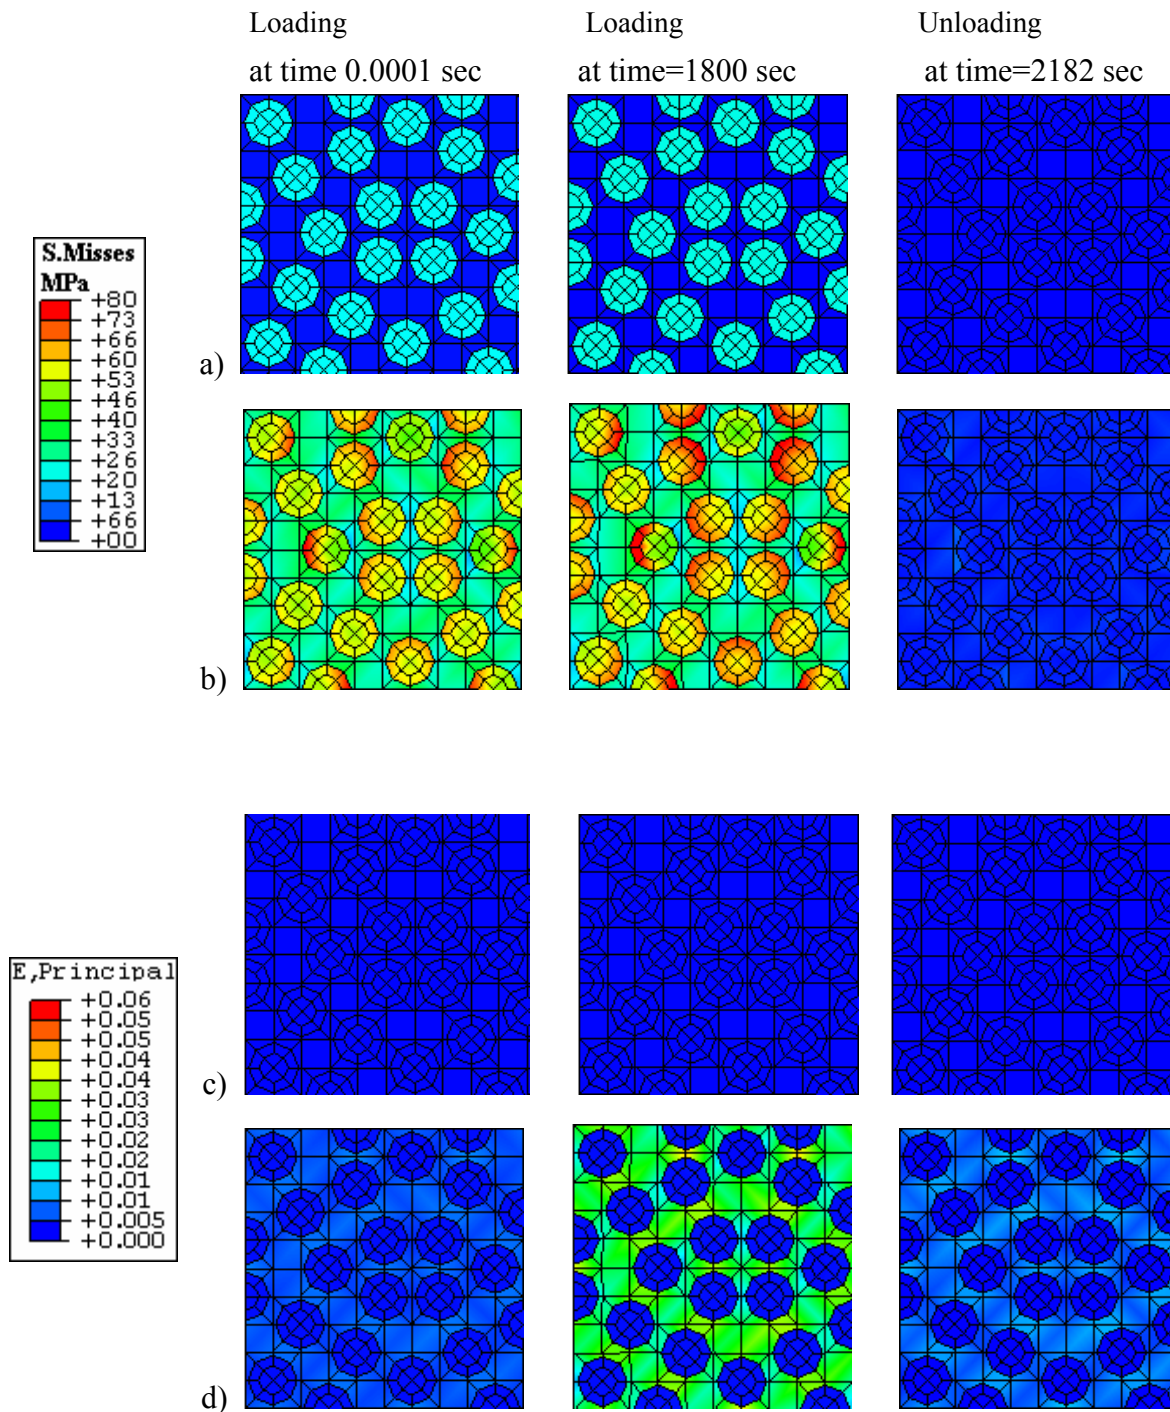 Loading
Loading
Unloading
at time 0.0001 sec
at time=1800 sec
at time=2182 sec
S.Misses
MPa
+80
+73
+66
+60
+53
+46
+40
+33
+26
+20
+13
+66
+00
a)
b)
E,Principal
+0.06
+0.05
+0.05
+0.04
+0.04
+0.03
+0.03
+0.02
+0.02
+0.01
+0.01
+0.005
+0.000
c)
d)